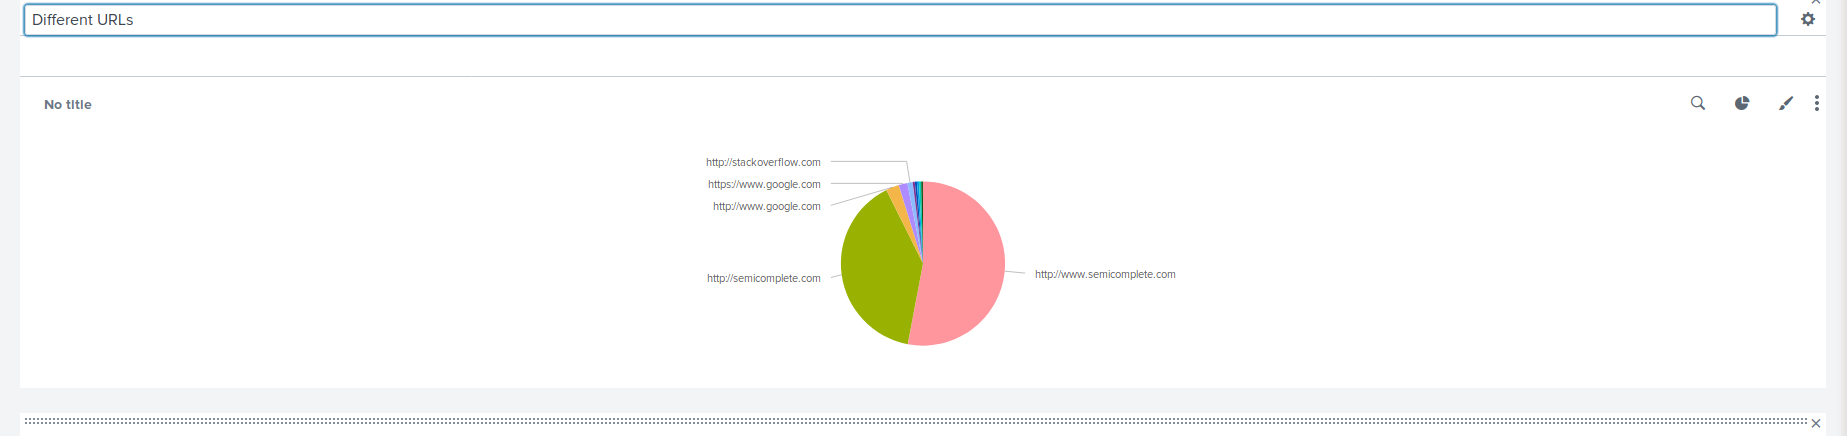 Different URLs
No title
http://stackoverflow.com
https://www.google.com
http://www.google.com
http://semicomplete.com
http://www.semicomplete.com